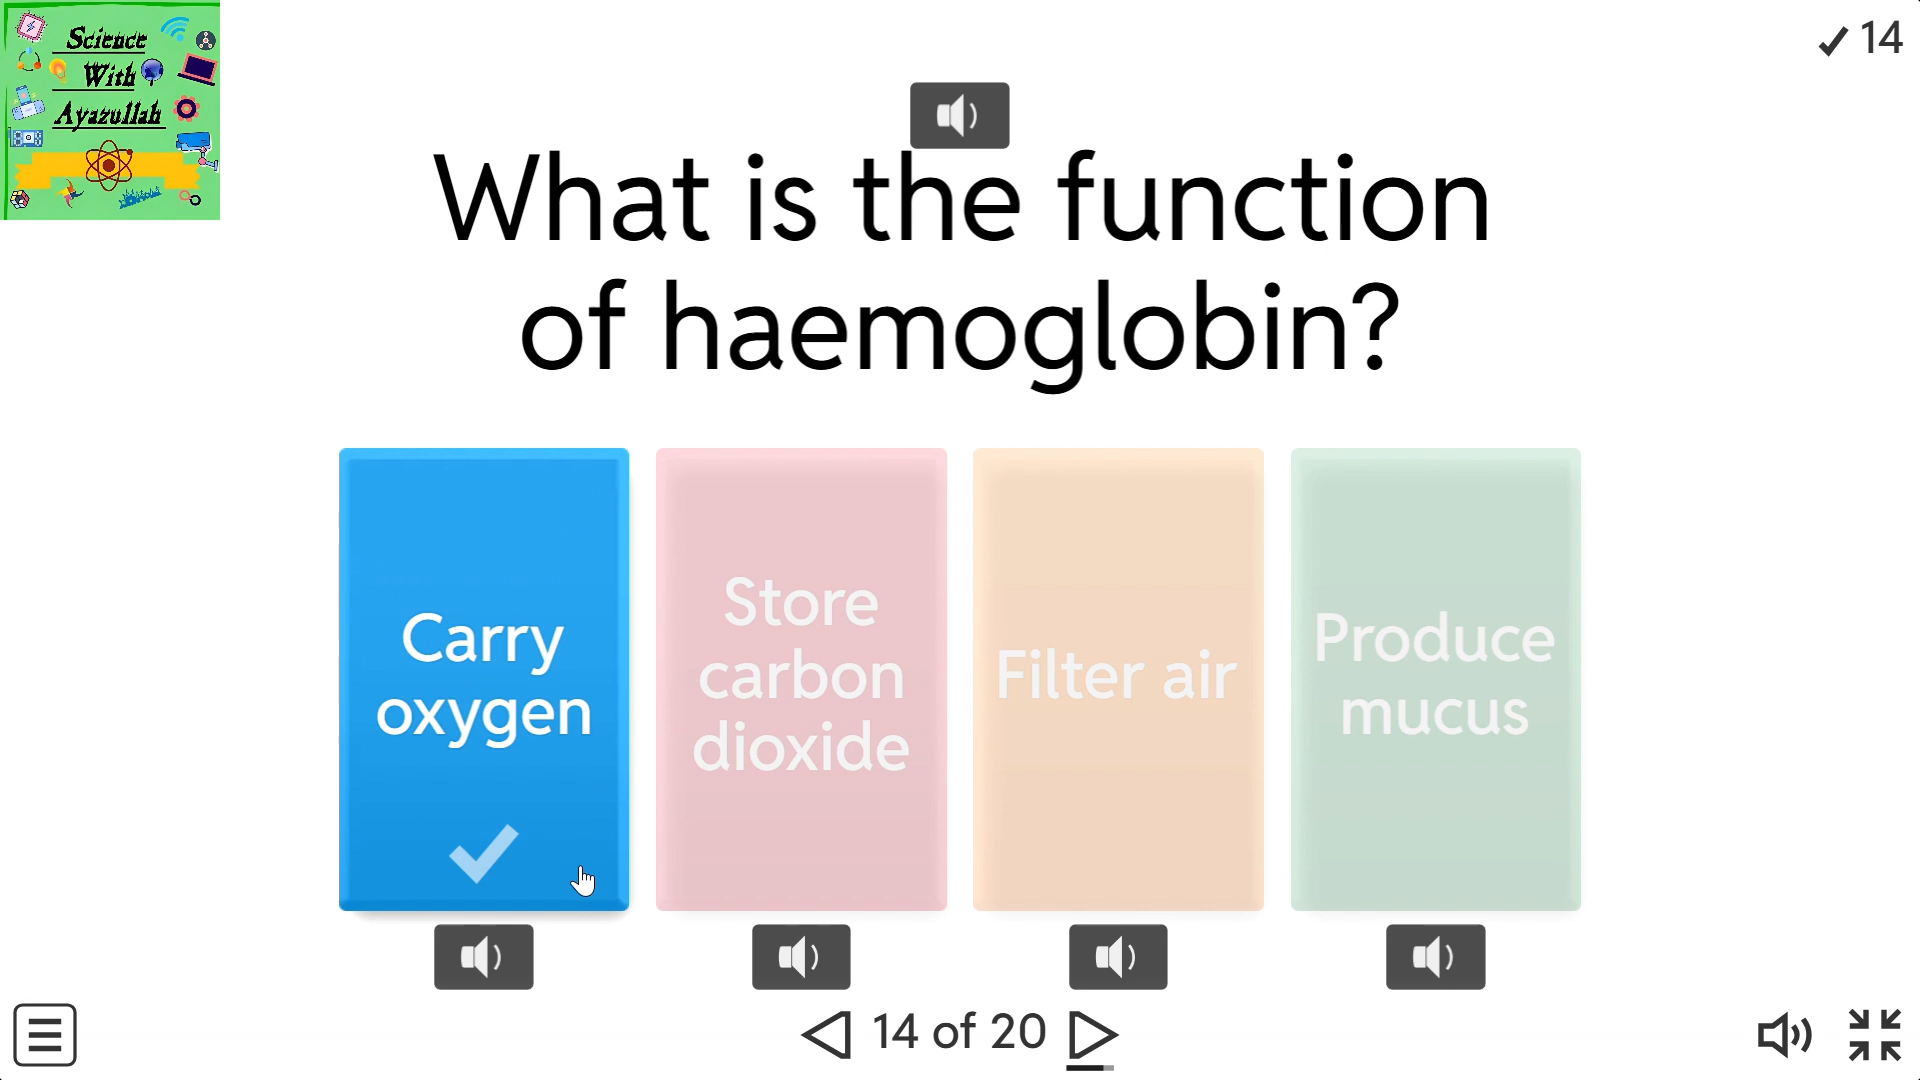 Science
With
Ayazullah
14
What is the function
of haemoglobin?
Carry
oxygen
Store
carbon
dioxide
Filter air
Produce
mucus
14 of 20